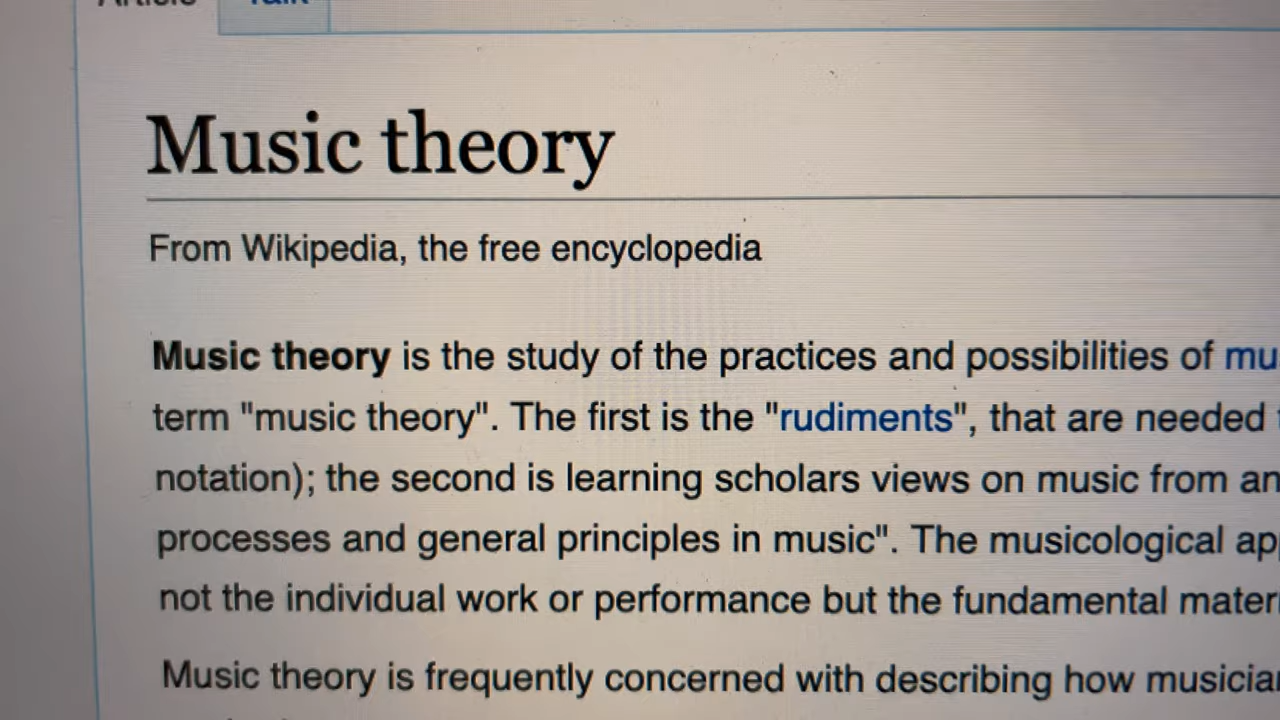 Article Talk
Music theory
From Wikipedia, the free encyclopedia
Music theory is the study of the practices and possibilities of
term "music theory". The first is the "rudiments", that are needed
notation); the second is learning scholars views on music from
processes and general principles in music". The musicological
not the individual work or performance but the fundamental
Music theory is frequently concerned with describing how